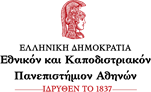 ΕΛΛΗΝΙΚΗ ΔΗΜΟΚΡΑΤΙΑ
Εθνικόν και Καποδιστριακόν
Πανεπιστήμιον Αθηνών
ΙΔΡΥΘΕΝ ΤΟ 1837